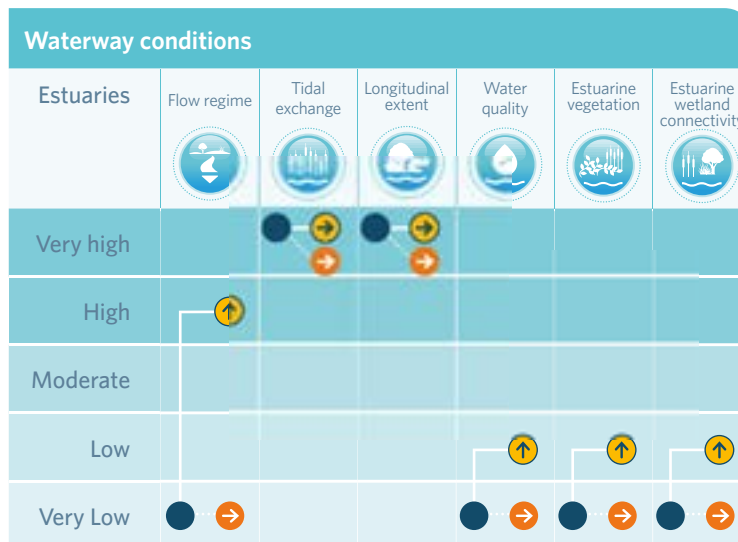 Waterway conditions
Estuaries
Flow regime
Tidal
exchange
Longitudinal
extent
Water
quality
Estuarine
vegetation
Estuarine
wetland
connectivity
Very high
High
Moderate
Low
Very Low